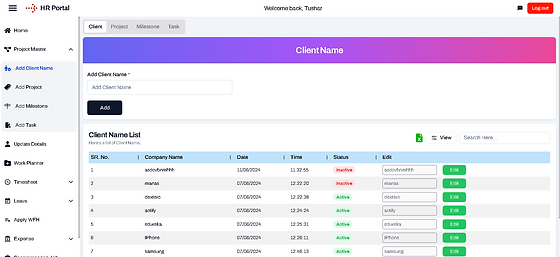 HR Portal
Welcome back, Tushar
Log out
Home
Project Master
Add Client Name
Add Project
Add Milestone
Add Task
Update Details
Work Planner
Timesheet
Leave
Apply WFH
Expense
Client Project Milestone Task
Client Name
Add Client Name *
Add Client Name
Add
Client Name List
Here's a list of Client Name.
View
Search Here...
SR. No. Company Name Date Time Status Edit
1 11/08/2024 11:32:55 Inactive Edit
2 manas 07/08/2024 12:22:20 Inactive manas Edit
3 dextexo 07/08/2024 12:22:38 Active dextexo Edit
4 actify 07/08/2024 12:24:24 Active actify Edit
5 edueska 07/08/2024 12:25:31 Active edueska Edit
6 IPhone 07/08/2024 12:28:11 Active IPhone Edit
7 samsung 07/08/2024 12:48:13 Active samsung Edit